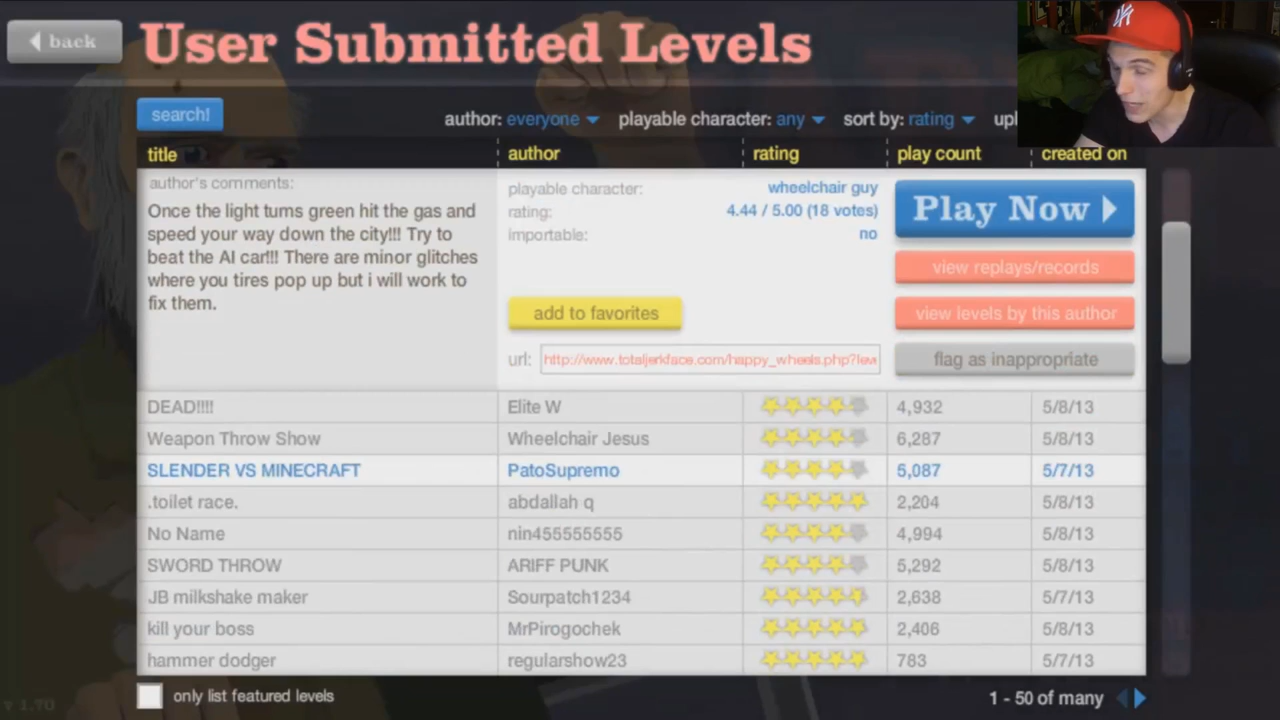 back
User Submitted Levels
search!
author: everyone playable character: any sort by: rating upl
title author rating play count created on
author's comments:
Once the light turns green hit the gas and
speed your way down the city!!! Try to
beat the AI car!!! There are minor glitches
where you tires pop up but i will work to
fix them.
playable character: wheelchair guy
rating: 4.44 / 5.00 (18 votes)
importable: no
add to favorites
url: http://www.totaljerkface.com/happy_wheels.php?lev
Play Now
view replays/records
view levels by this author
flag as inappropriate
DEAD!!!! Elite W 4,932 5/8/13
Weapon Throw Show Wheelchair Jesus 6,287 5/8/13
SLENDER VS MINECRAFT PatoSupremo 5,087 5/7/13
.toilet race. abdallah q 2,204 5/8/13
No Name nin455555555 4,994 5/8/13
SWORD THROW ARIFF PUNK 5,292 5/8/13
JB milkshake maker Sourpatch1234 2,638 5/7/13
kill your boss MrPirogochek 2,406 5/8/13
hammer dodger regularshow23 783 5/7/13
only list featured levels 1 - 50 of many
v 1.70